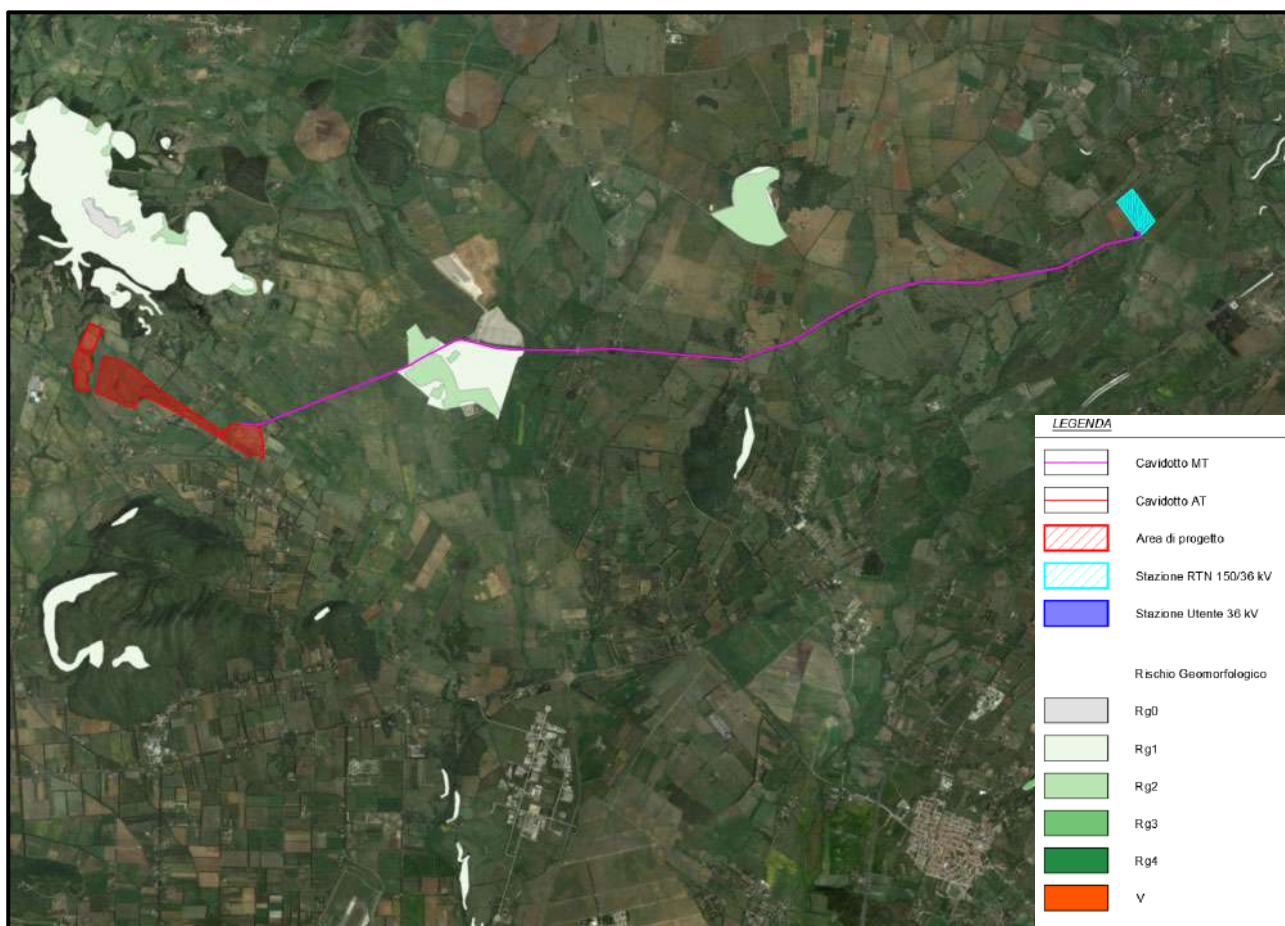 LEGENDA
Cavidotto MT
Cavidotto AT
Area di progetto
Stazione RTN 150/36 kV
Stazione Utente 36 kV
Rischio Geomorfologico
Rg0
Rg1
Rg2
Rg3
Rg4
V